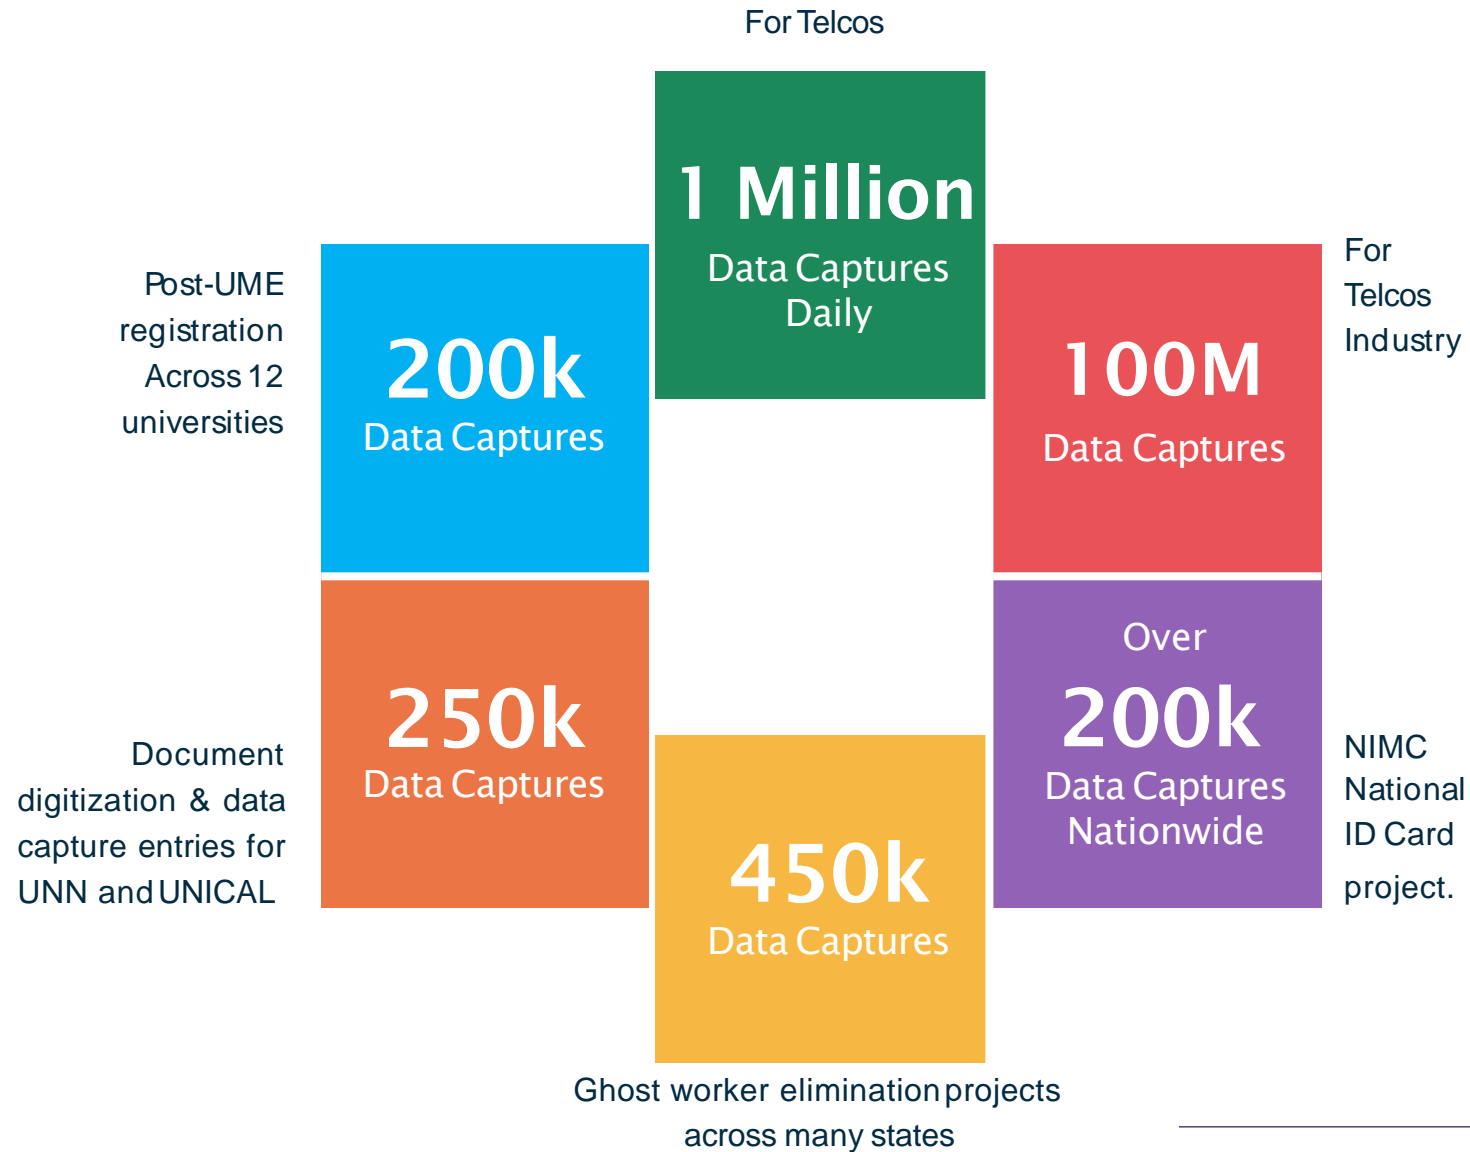 For Telcos
1 Million
Data Captures
Daily
Post-UME
registration
Across 12
universities
200k
Data Captures
100M
Data Captures
For
Telcos
Industry
Document
digitization & data
capture entries for
UNN and UNICAL
250k
Data Captures
450k
Data Captures
Over
200k
Data Captures
Nationwide
NIMC
National
ID Card
project.
Ghost worker elimination projects
across many states